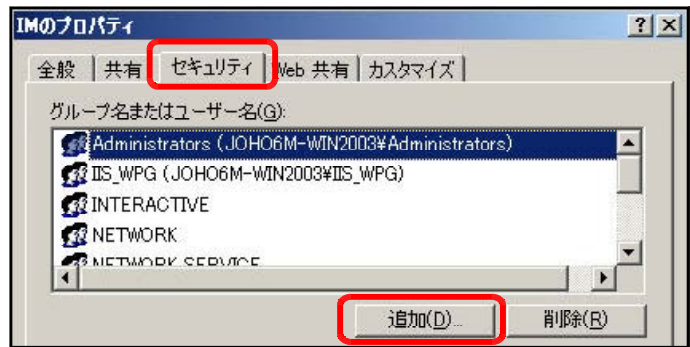 IMのプロパティ
全般 共有 セキュリティ Web 共有 カスタマイズ
グループ名またはユーザー名(G):
Administrators (JOHO6M-WIN2003¥Administrators)
IIS_WPG (JOHO6M-WIN2003¥IIS_WPG)
INTERACTIVE
NETWORK
NETWORK SERVICE
追加(D)... 削除(R)